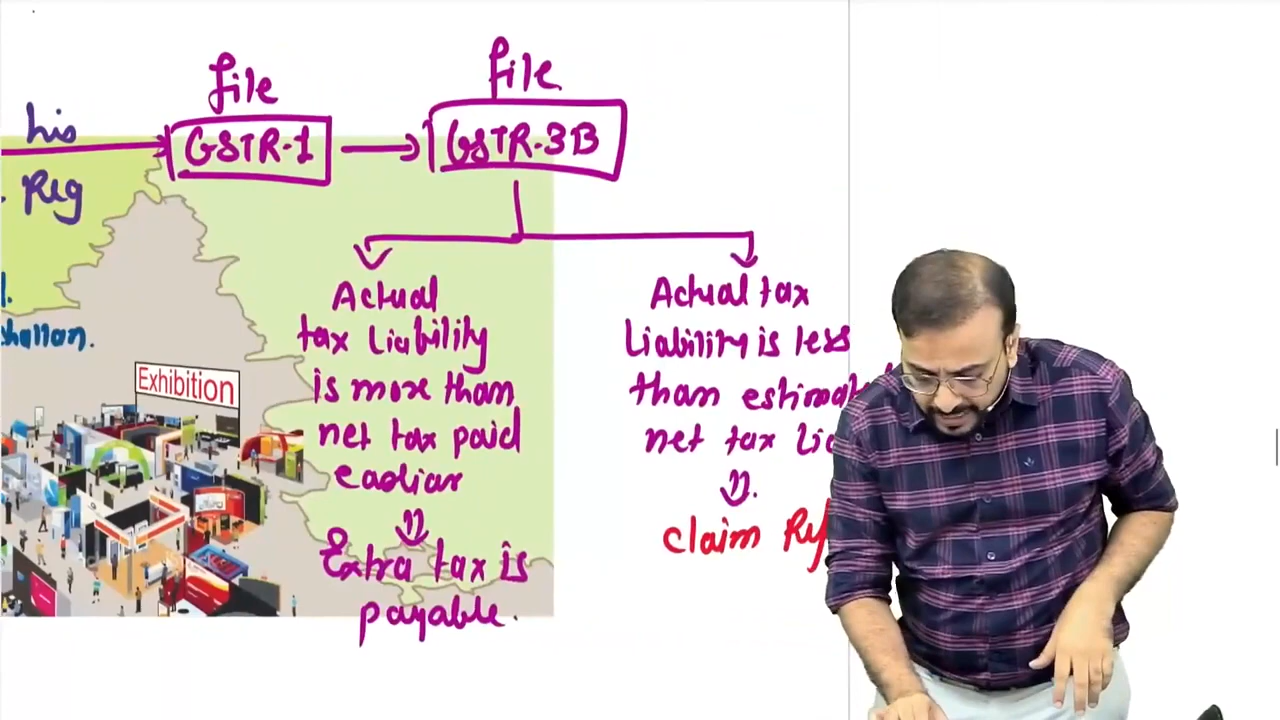 his
Reg
challan.
file
GSTR-1
file
GSTR-3B
Actual
tax Liability
is more than
net tax paid
earlier
Extra tax is
payable.
Actual tax
Liability is less
than
net tax
claim
Exhibition